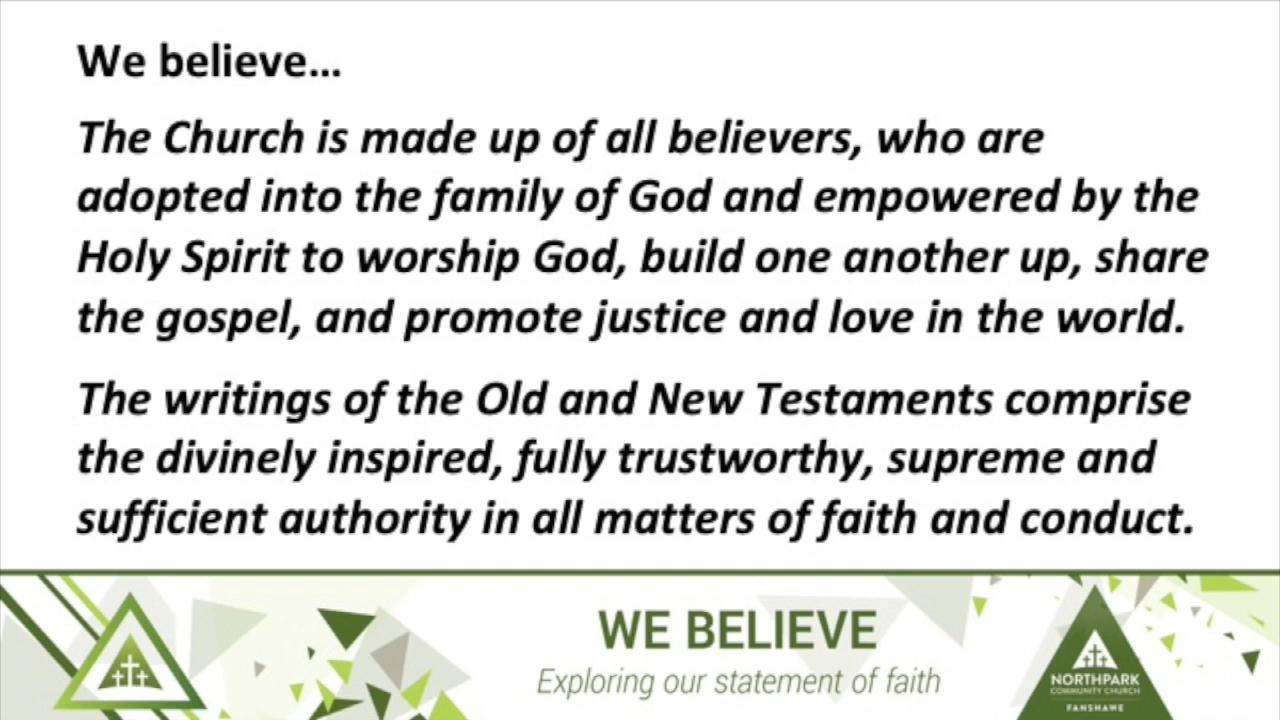 We believe…
The Church is made up of all believers, who are
adopted into the family of God and empowered by the
Holy Spirit to worship God, build one another up, share
the gospel, and promote justice and love in the world.
The writings of the Old and New Testaments comprise
the divinely inspired, fully trustworthy, supreme and
sufficient authority in all matters of faith and conduct.
WE BELIEVE
Exploring our statement of faith
NORTHPARK
COMMUNITY CHURCH
FANSHAWE